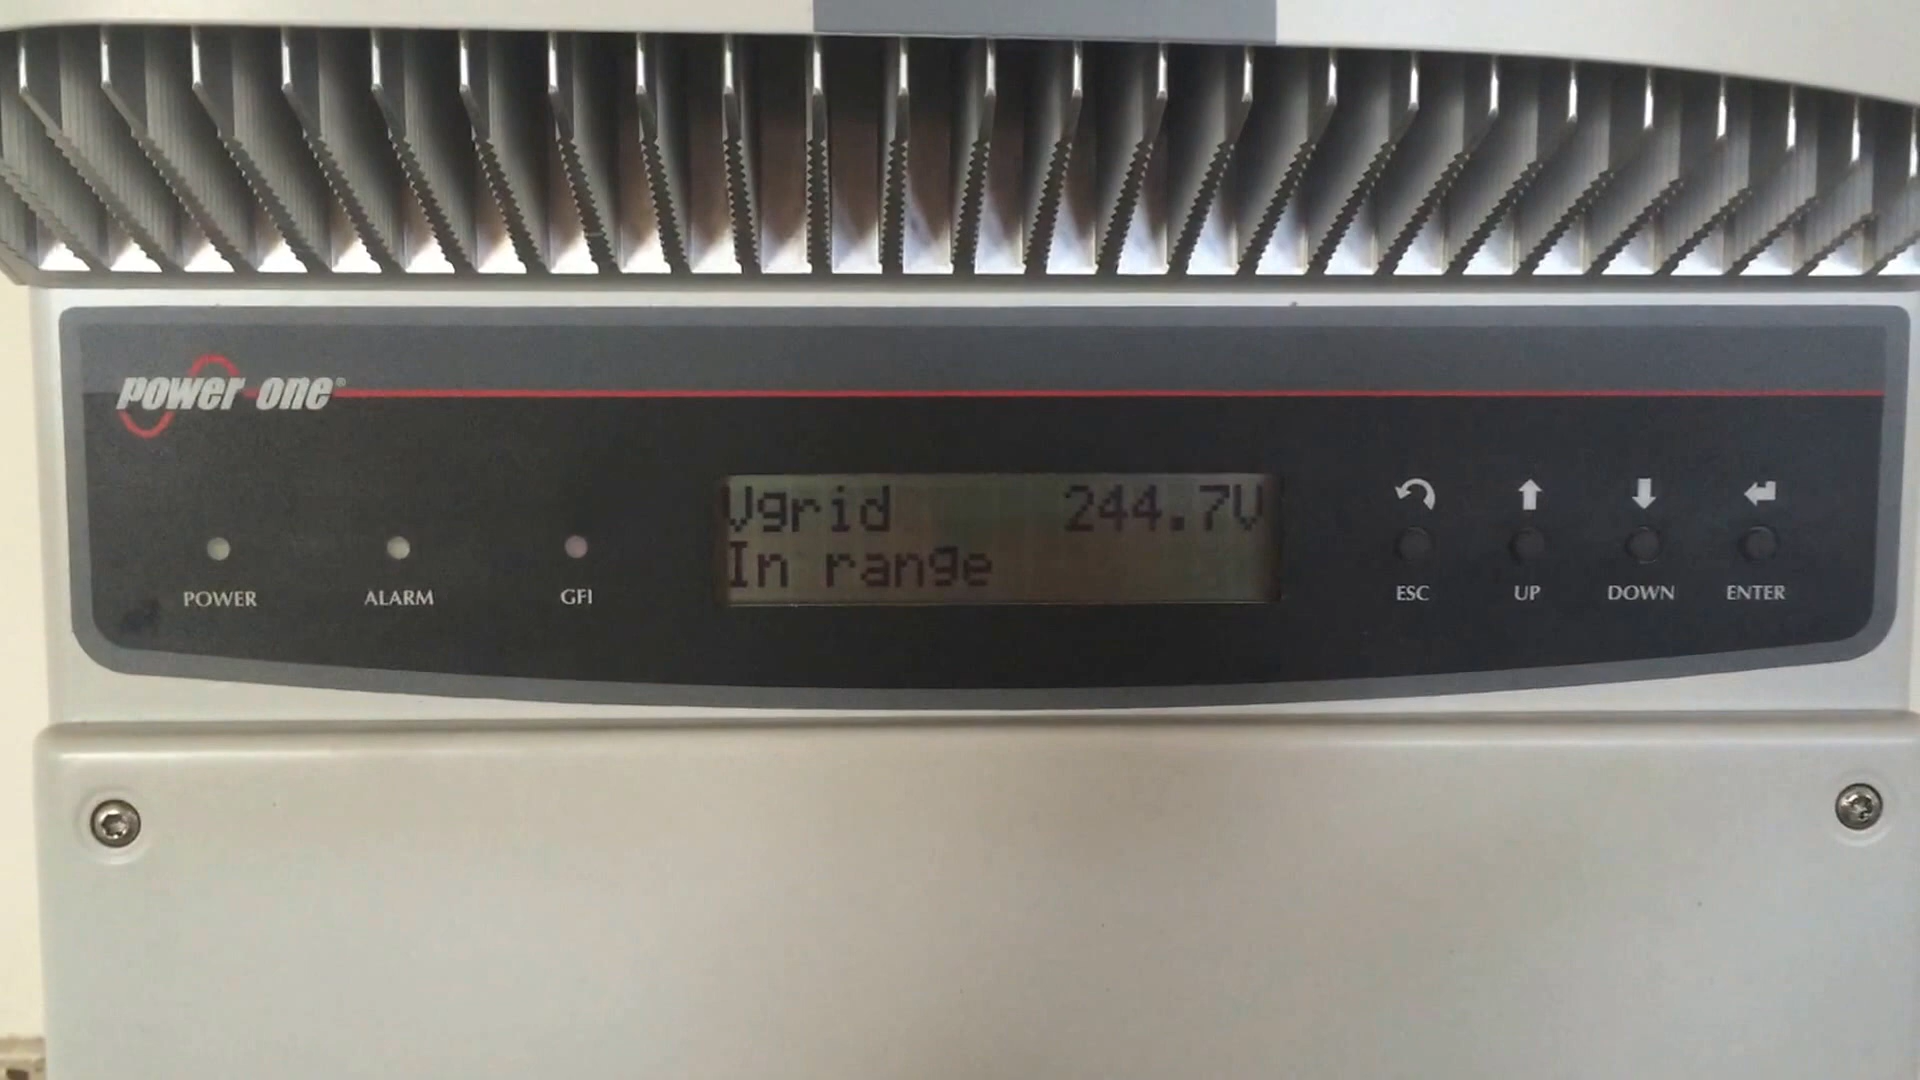 power-one®
Vgrid 244.7V
In range
POWER ALARM GFI
ESC UP DOWN ENTER